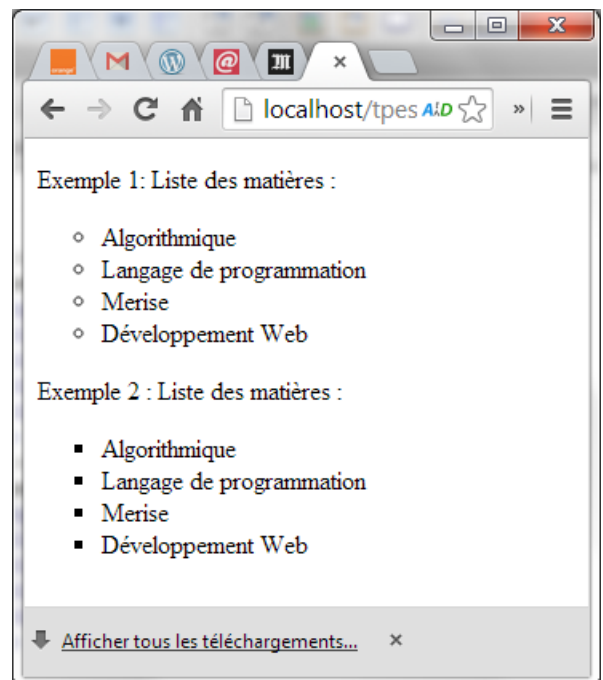 localhost/tpes
Exemple 1: Liste des matières :
Algorithmique
Langage de programmation
Merise
Développement Web
Exemple 2 : Liste des matières :
Algorithmique
Langage de programmation
Merise
Développement Web
Afficher tous les téléchargements...